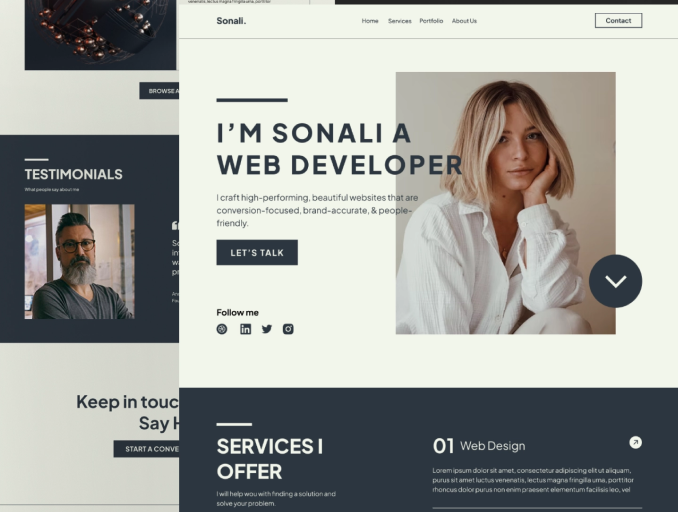 venenatis, lectus magna fringilla urna, porttitor
BROWSE A
TESTIMONIALS
What people say about me
Keep in touc
Say H
START A CONVE
Sonali.
Home
Services
Portfolio
About Us
Contact
I'M SONALI A
WEB DEVELOPER
I craft high-performing, beautiful websites that are
conversion-focused, brand-accurate, & people-
friendly.
LET'S TALK
Follow me
SERVICES I
OFFER
I will help wou with finding a solution and
solve your problem.
01 Web Design
Lorem ipsum dolor sit amet, consectetur adipiscing elit ut aliquam,
purus sit amet luctus venenatis, lectus magna fringilla urna, porttitor
rhoncus dolor purus non enim praesent elementum facilisis leo, vel